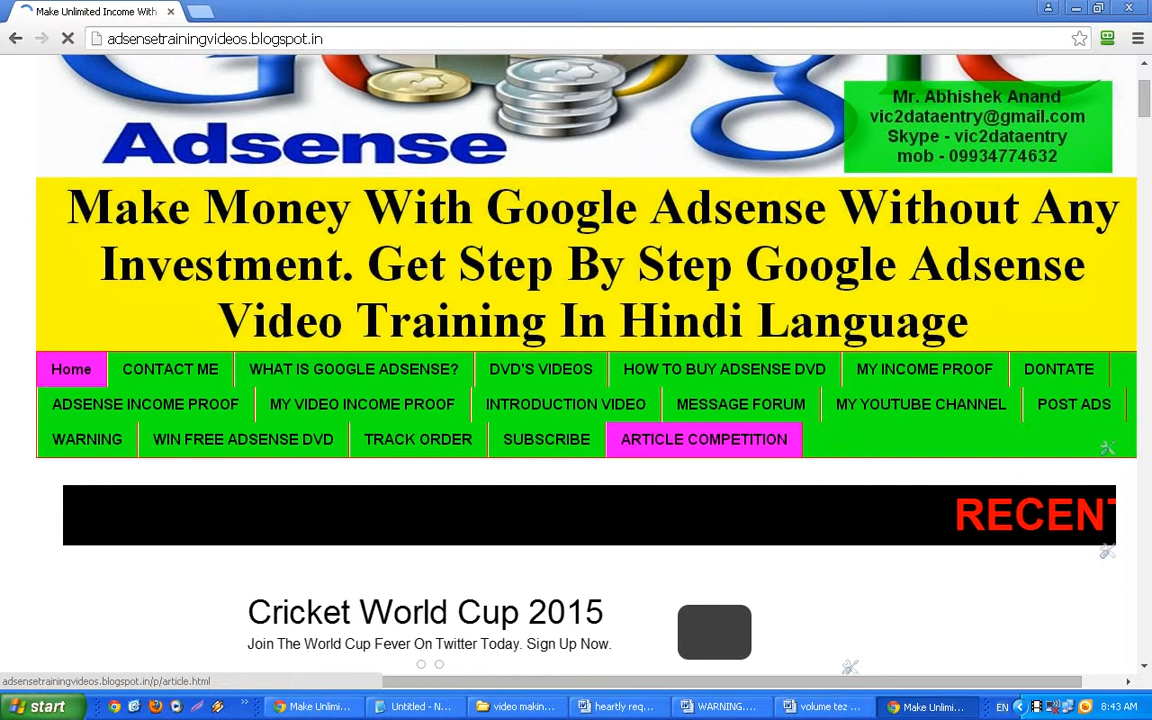 Make Unlimited Income With
adsensetrainingvideos.blogspot.in
Adsense
Mr. Abhishek Anand
vic2dataentry@gmail.com
Skype - vic2dataentry
mob - 09934774632
Make Money With Google Adsense Without Any
Investment. Get Step By Step Google Adsense
Video Training In Hindi Language
Home CONTACT ME WHAT IS GOOGLE ADSENSE? DVD'S VIDEOS HOW TO BUY ADSENSE DVD MY INCOME PROOF DONTATE
ADSENSE INCOME PROOF MY VIDEO INCOME PROOF INTRODUCTION VIDEO MESSAGE FORUM MY YOUTUBE CHANNEL POST ADS
WARNING WIN FREE ADSENSE DVD TRACK ORDER SUBSCRIBE ARTICLE COMPETITION
RECENT
Cricket World Cup 2015
Join The World Cup Fever On Twitter Today. Sign Up Now.
adsensetrainingvideos.blogspot.in/p/article.html
start Make Unlimi... Untitled - N... video makin... heartly req... WARNING.... volume tez ... Make Unlimi... EN 8:43 AM